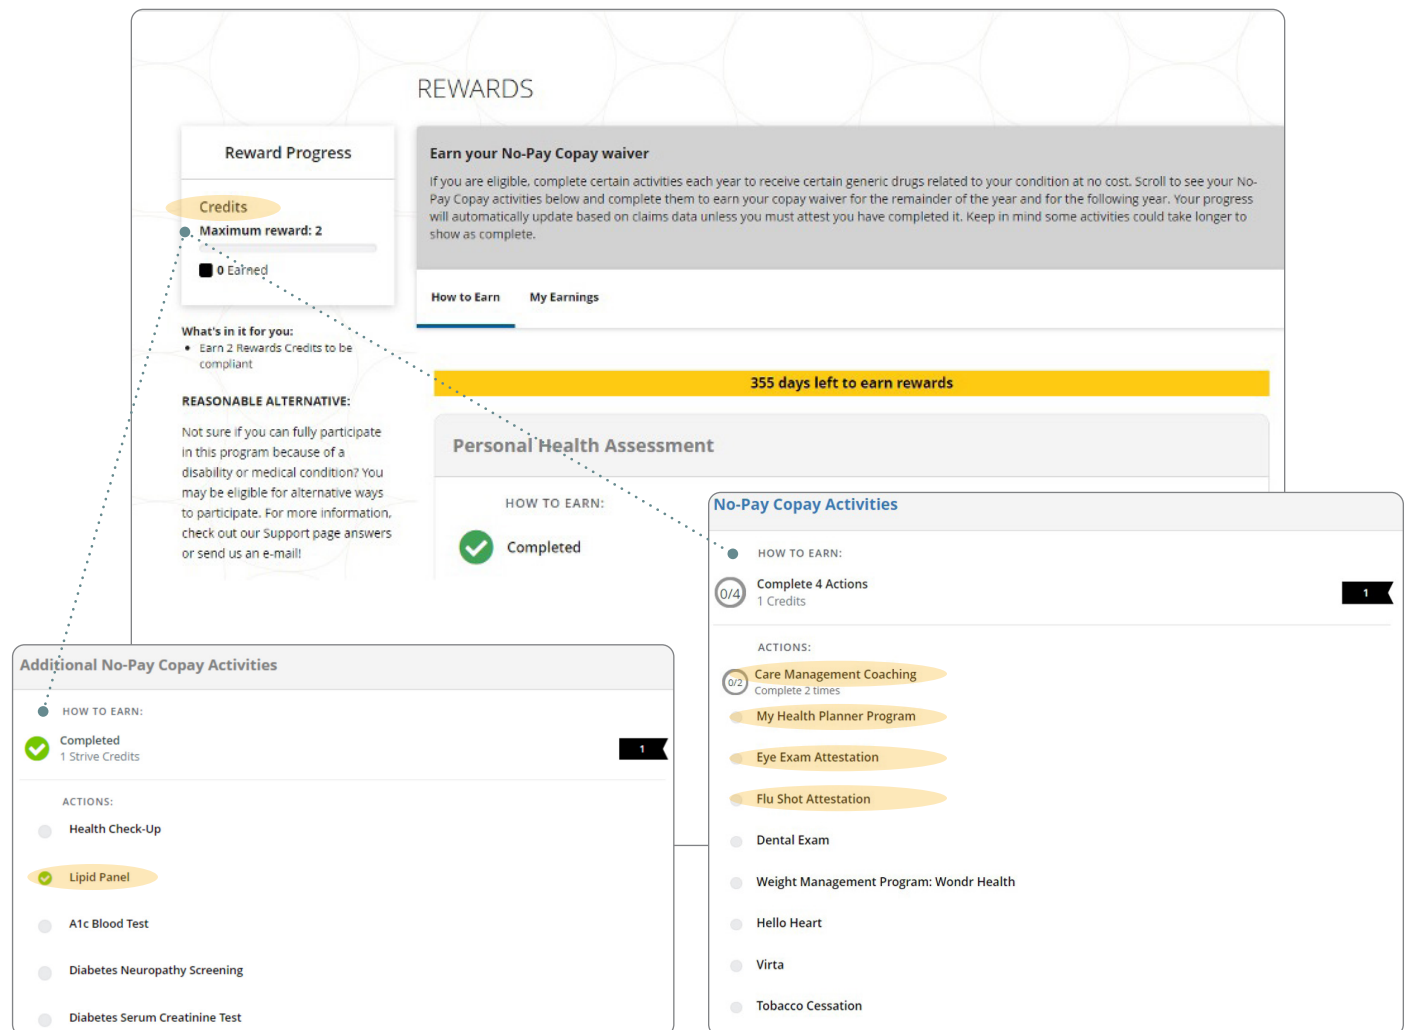 REWARDS
Reward Progress
Credits
Maximum reward: 2
0 Earned
What's in it for you:
• Earn 2 Rewards Credits to be
compliant
REASONABLE ALTERNATIVE:
Not sure if you can fully participate
in this program because of a
disability or medical condition? You
may be eligible for alternative ways
to participate. For more information,
check out our Support page answers
or send us an e-mail!
Earn your No-Pay Copay waiver
If you are eligible, complete certain activities each year to receive certain generic drugs related to your condition at no cost. Scroll to see your No-
Pay Copay activities below and complete them to earn your copay waiver for the remainder of the year and for the following year. Your progress
will automatically update based on claims data unless you must attest you have completed it. Keep in mind some activities could take longer to
show as complete.
How to Earn My Earnings
355 days left to earn rewards
Personal Health Assessment
HOW TO EARN:
Completed
No-Pay Copay Activities
HOW TO EARN:
0/4 Complete 4 Actions 1
1 Credits
ACTIONS:
0/2 Care Management Coaching
Complete 2 times
My Health Planner Program
Eye Exam Attestation
Flu Shot Attestation
Dental Exam
Weight Management Program: Wondr Health
Hello Heart
Virta
Tobacco Cessation
Additional No-Pay Copay Activities
HOW TO EARN:
Completed 1
1 Strive Credits
ACTIONS:
Health Check-Up
Lipid Panel
A1c Blood Test
Diabetes Neuropathy Screening
Diabetes Serum Creatinine Test